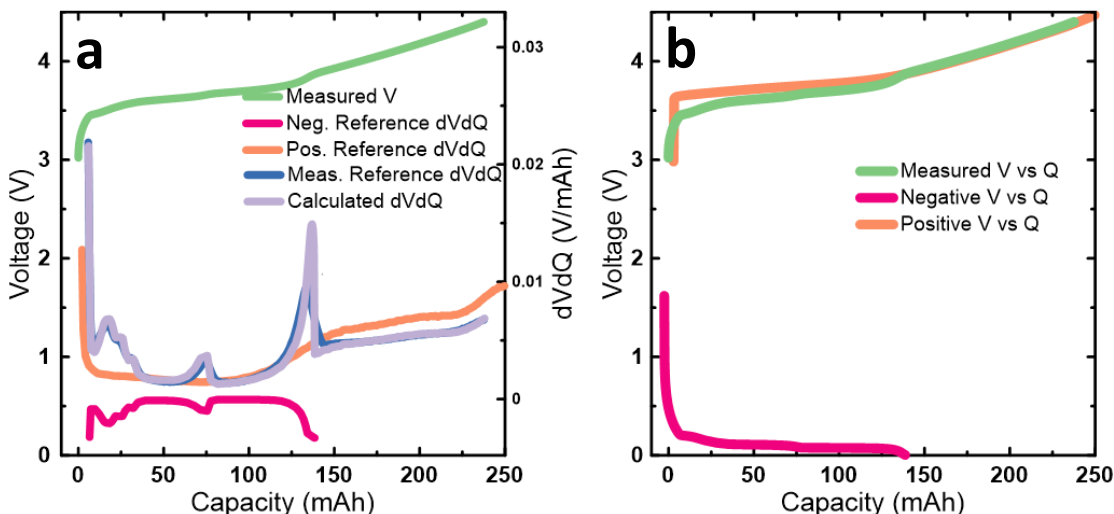 a
4
3
2
1
0
Voltage (V)
0.03
0.02
0.01
0
dVdQ (V/mAh)
Measured V
Neg. Reference dVdQ
Pos. Reference dVdQ
Meas. Reference dVdQ
Calculated dVdQ
0 50 100 150 200 250
Capacity (mAh)
b
4
3
2
1
0
Voltage (V)
Measured V vs Q
Negative V vs Q
Positive V vs Q
0 50 100 150 200 250
Capacity (mAh)